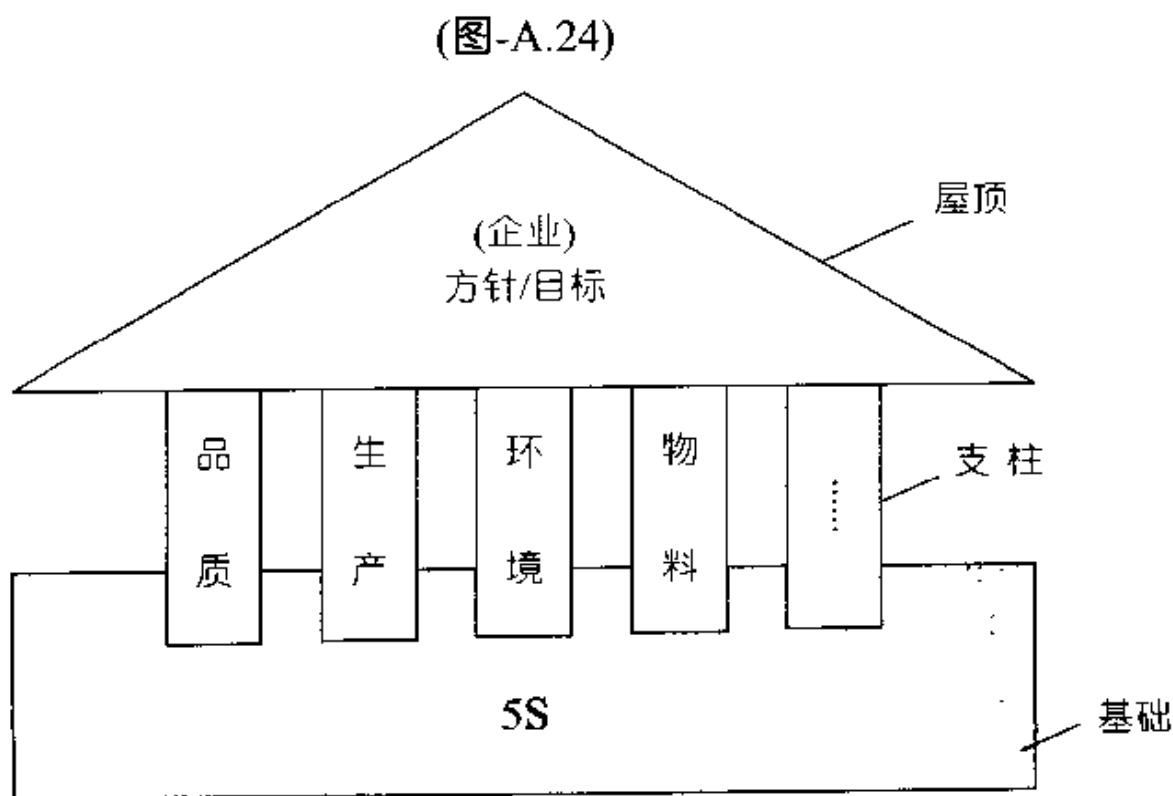 (图-A.24)
屋顶
(企业)
方针/目标
品质
生产
环境
物料
……
支柱
5S
基础